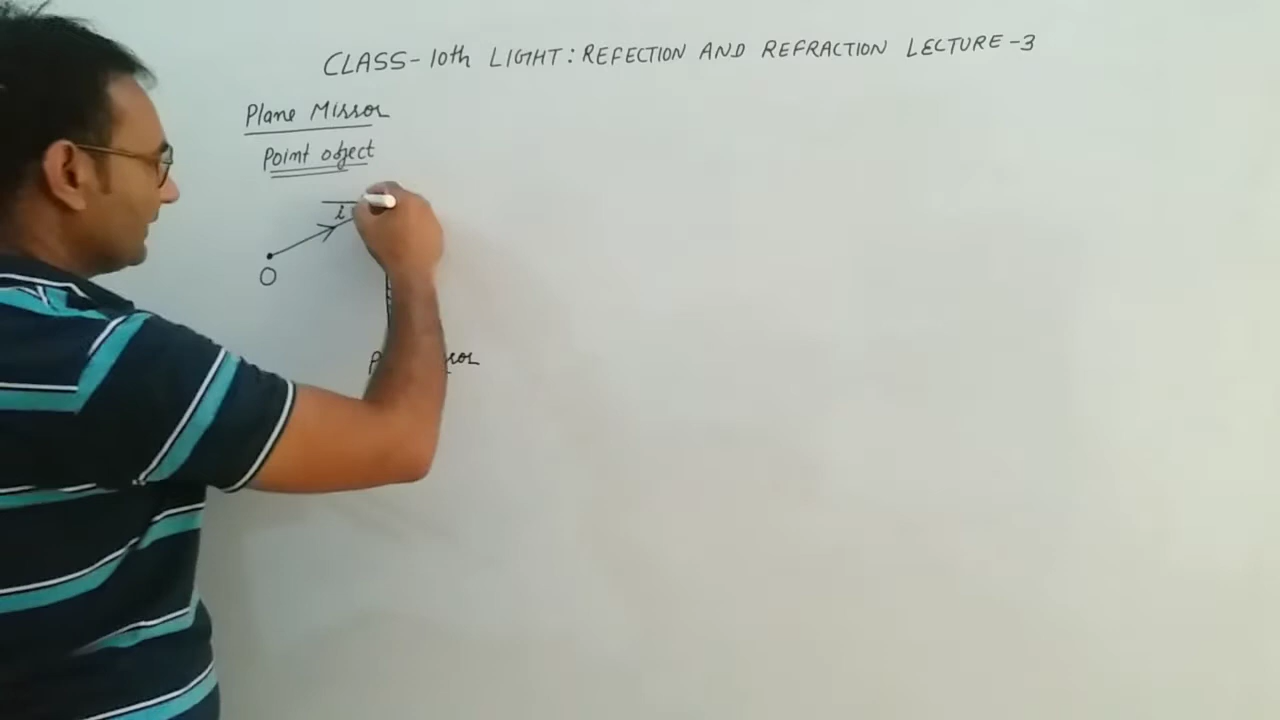 CLASS-10th LIGHT: REFECTION AND REFRACTION LECTURE-3
Plane Mirror
Point object
i
O